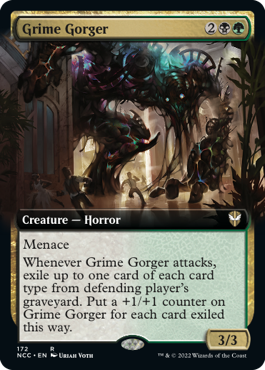 Grime Gorger 2
Creature — Horror
Menace
Whenever Grime Gorger attacks,
exile up to one card of each card
type from defending player's
graveyard. Put a +1/+1 counter on
Grime Gorger for each card exiled
this way.
3/3
172 R
NCC • EN Uriah Voth ™ & © 2022 Wizards of the Coast